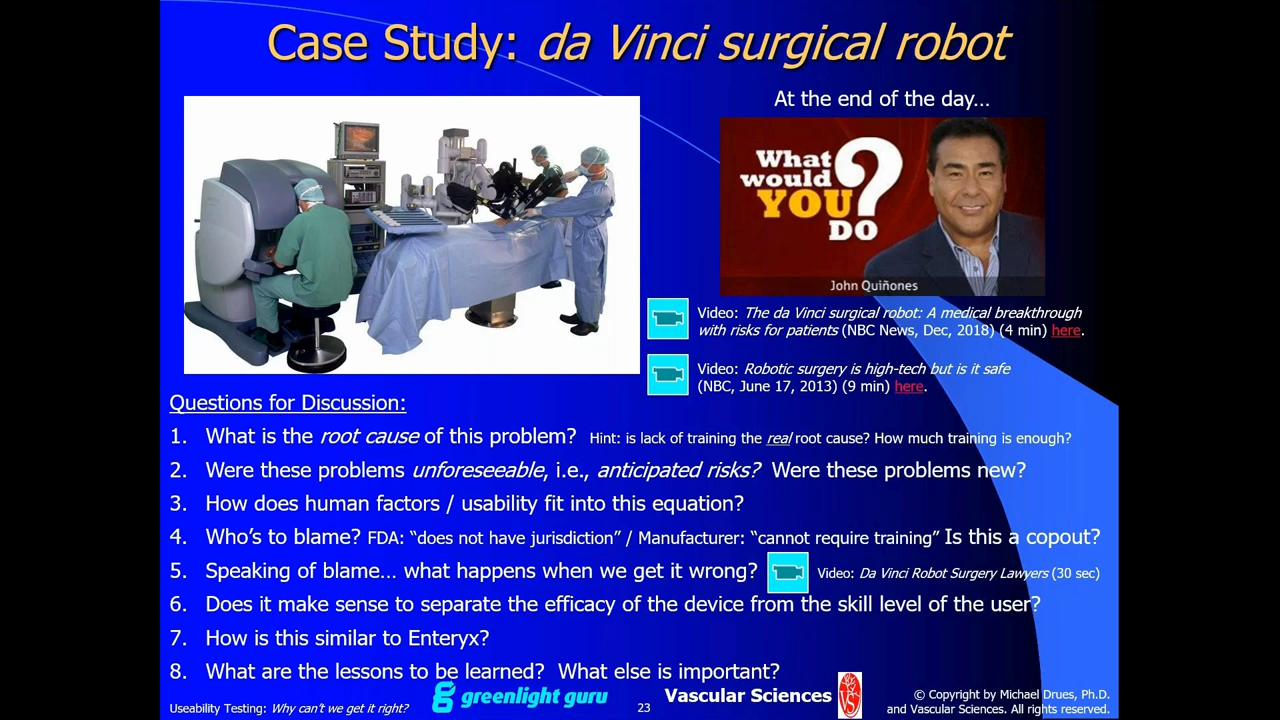 Case Study: da Vinci surgical robot
At the end of the day…
What
would
YOU
DO
?
John Quiñones
Video: The da Vinci surgical robot: A medical breakthrough
with risks for patients (NBC News, Dec, 2018) (4 min) here.
Video: Robotic surgery is high-tech but is it safe
(NBC, June 17, 2013) (9 min) here.
Questions for Discussion:
1. What is the root cause of this problem? Hint: is lack of training the real root cause? How much training is enough?
2. Were these problems unforeseeable, i.e., anticipated risks? Were these problems new?
3. How does human factors / usability fit into this equation?
4. Who's to blame? FDA: "does not have jurisdiction" / Manufacturer: "cannot require training" Is this a copout?
5. Speaking of blame… what happens when we get it wrong? Video: Da Vinci Robot Surgery Lawyers (30 sec)
6. Does it make sense to separate the efficacy of the device from the skill level of the user?
7. How is this similar to Enteryx?
8. What are the lessons to be learned? What else is important?
Useability Testing: Why can't we get it right?
greenlight guru
23
Vascular Sciences
VS
© Copyright by Michael Drues, Ph.D.
and Vascular Sciences. All rights reserved.